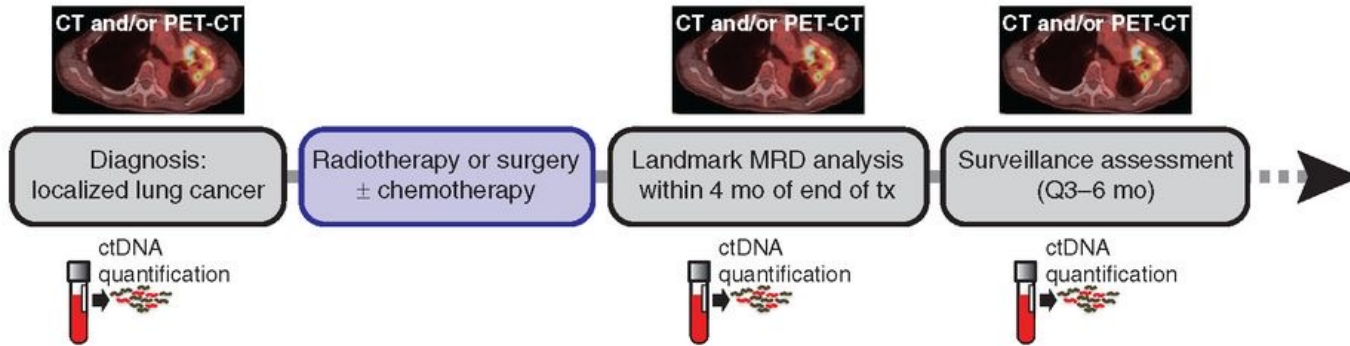 CT and/or PET-CT
CT and/or PET-CT
CT and/or PET-CT
Diagnosis:
localized lung cancer
Radiotherapy or surgery
± chemotherapy
Landmark MRD analysis
within 4 mo of end of tx
Surveillance assessment
(Q3–6 mo)
ctDNA
quantification
ctDNA
quantification
ctDNA
quantification